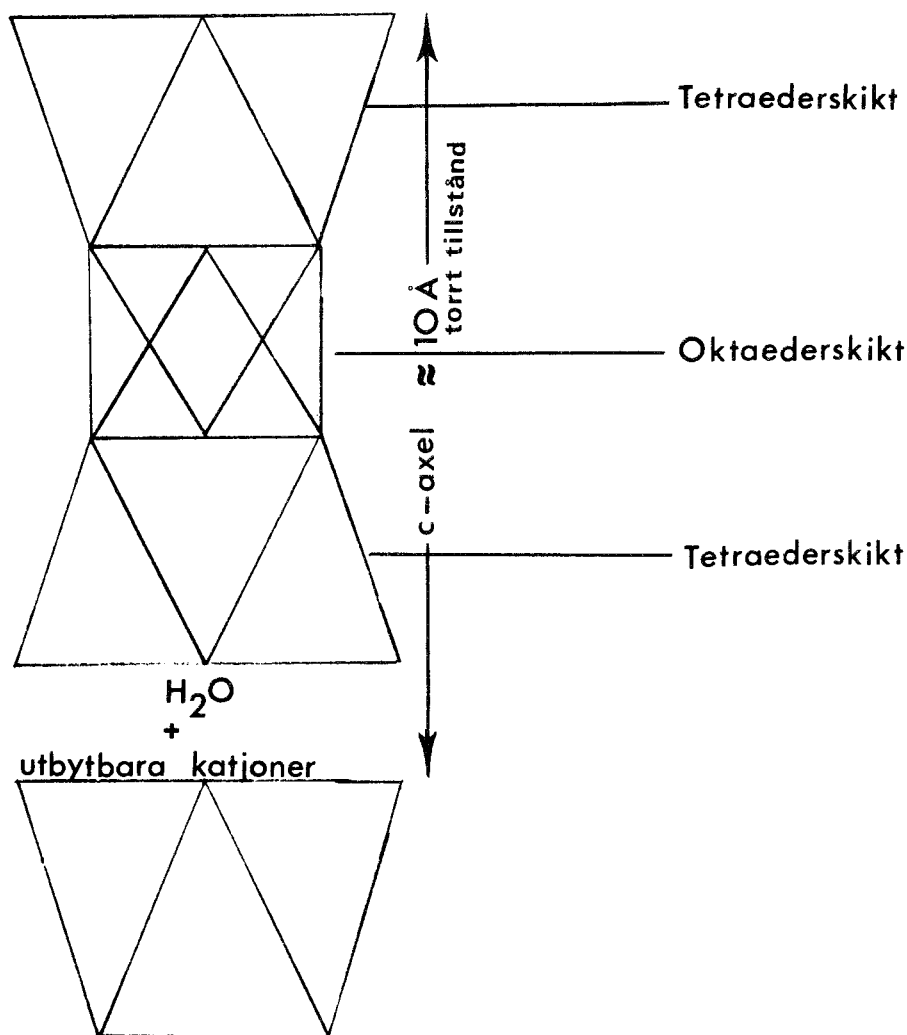 Tetraederskikt
c-axel ≈ 10 Å
torrt tillstånd
Oktaederskikt
Tetraederskikt
H₂O
+
utbytbara katjoner